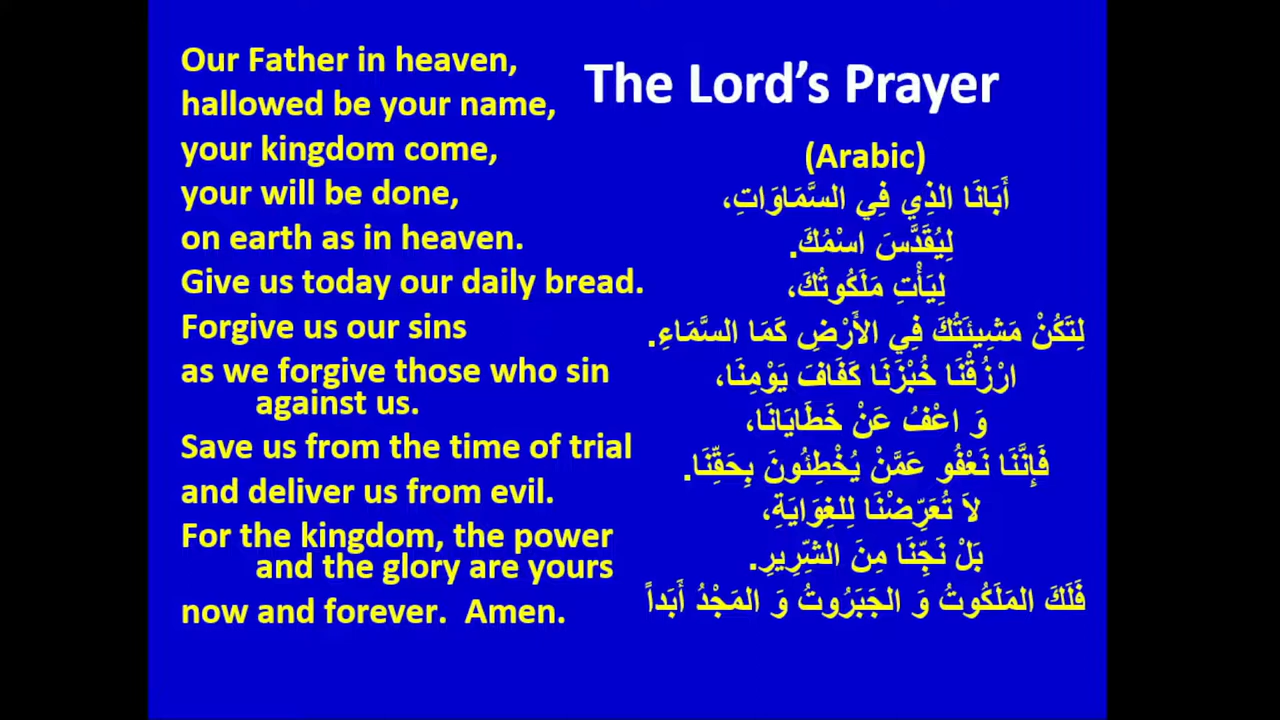 Our Father in heaven,
hallowed be your name,
your kingdom come,
your will be done,
on earth as in heaven.
Give us today our daily bread.
Forgive us our sins
as we forgive those who sin
against us.
Save us from the time of trial
and deliver us from evil.
For the kingdom, the power
and the glory are yours
now and forever. Amen.
The Lord’s Prayer
(Arabic)
أَبَانَا الذِي فِي السَّمَاوَاتِ،
لِيُقَدَّسَ اسْمُكَ.
لِيَأْتِ مَلَكُوتُكَ،
لِتَكُنْ مَشِيئَتُكَ فِي الأَرْضِ كَمَا السَّمَاءِ.
ارْزُقْنَا خُبْزَنَا كَفَافَ يَوْمِنَا،
وَ اعْفُ عَنْ خَطَايَانَا،
فَإِنَّنَا نَعْفُو عَمَّنْ يُخْطِئُونَ بِحَقِّنَا.
لاَ تُعَرِّضْنَا لِلغِوَايَةِ،
بَلْ نَجِّنَا مِنَ الشِّرِيرِ.
فَلَكَ المَلَكُوتُ وَ الجَبَرُوتُ وَ المَجْدُ أَبَداً